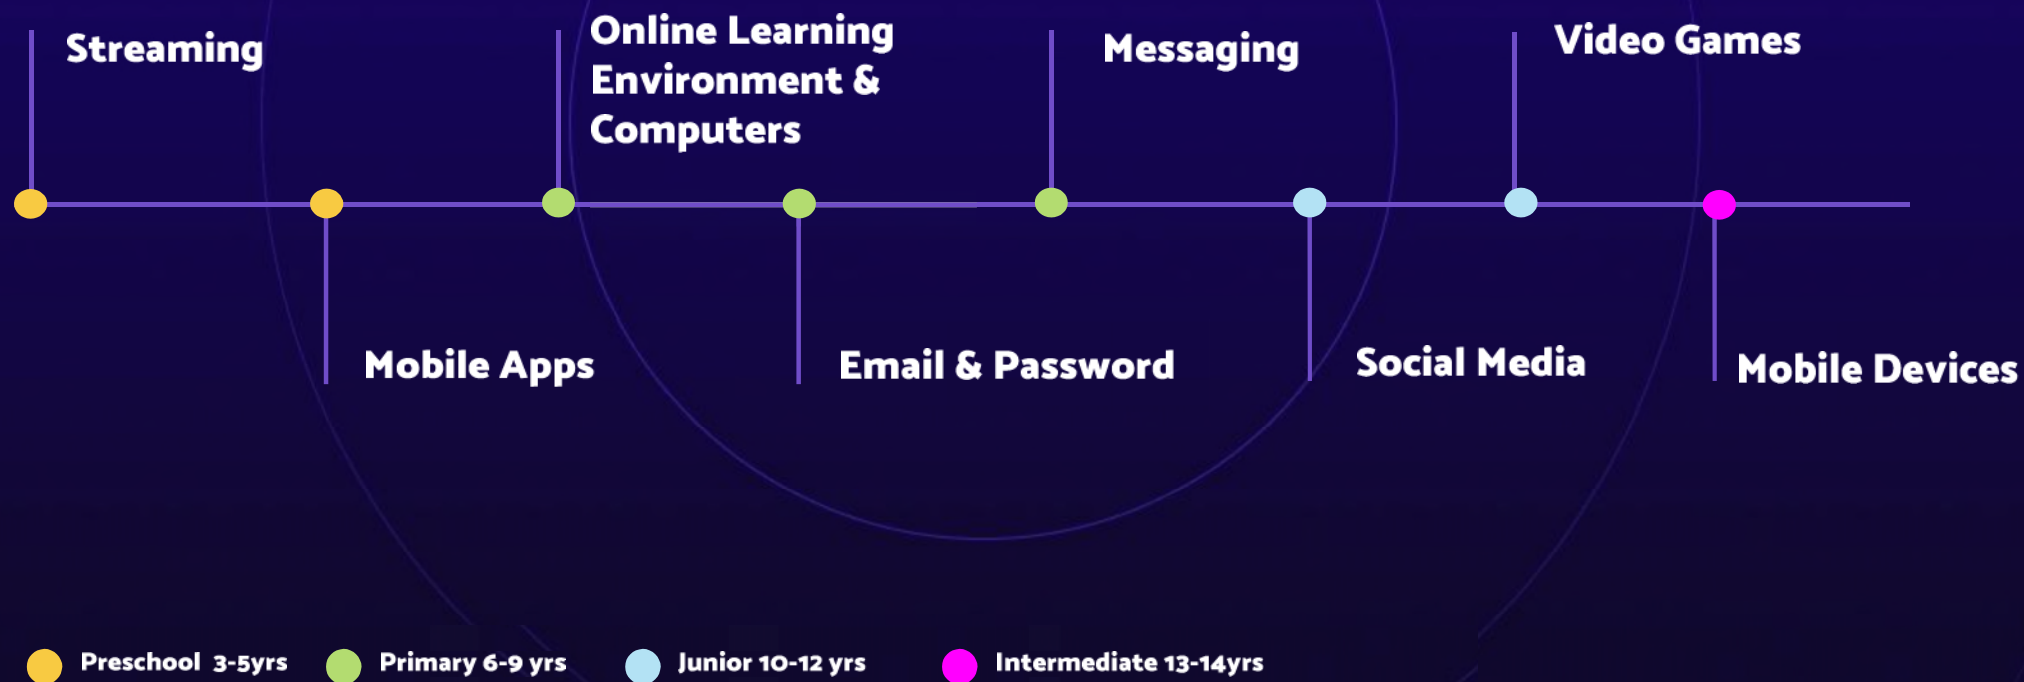 Streaming
Online Learning
Environment &
Computers
Messaging
Video Games
Mobile Apps
Email & Password
Social Media
Mobile Devices
Preschool 3-5yrs
Primary 6-9 yrs
Junior 10-12 yrs
Intermediate 13-14yrs